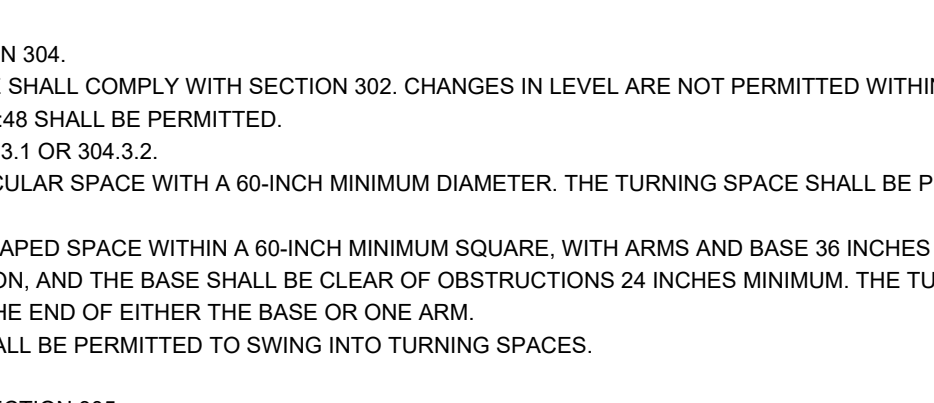 N 304.
SHALL COMPLY WITH SECTION 302. CHANGES IN LEVEL ARE NOT PERMITTED WITHIN
:48 SHALL BE PERMITTED.
3.1 OR 304.3.2.
CULAR SPACE WITH A 60-INCH MINIMUM DIAMETER. THE TURNING SPACE SHALL BE P
APED SPACE WITHIN A 60-INCH MINIMUM SQUARE, WITH ARMS AND BASE 36 INCHES
ON, AND THE BASE SHALL BE CLEAR OF OBSTRUCTIONS 24 INCHES MINIMUM. THE TU
HE END OF EITHER THE BASE OR ONE ARM.
ALL BE PERMITTED TO SWING INTO TURNING SPACES.